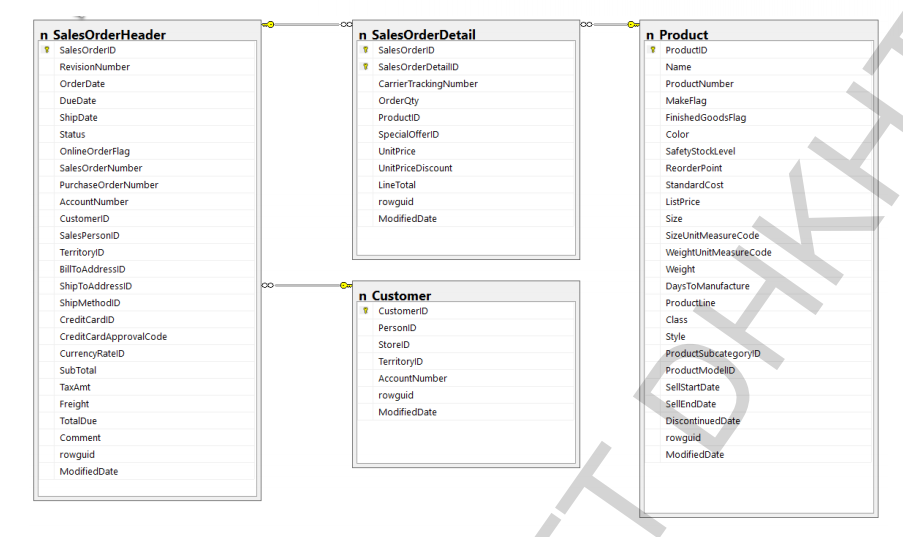 n SalesOrderHeader
SalesOrderID
RevisionNumber
OrderDate
DueDate
ShipDate
Status
OnlineOrderFlag
SalesOrderNumber
PurchaseOrderNumber
AccountNumber
CustomerID
SalesPersonID
TerritoryID
BillToAddressID
ShipToAddressID
ShipMethodID
CreditCardID
CreditCardApprovalCode
CurrencyRateID
SubTotal
TaxAmt
Freight
TotalDue
Comment
rowguid
ModifiedDate
n SalesOrderDetail
SalesOrderID
SalesOrderDetailID
CarrierTrackingNumber
OrderQty
ProductID
SpecialOfferID
UnitPrice
UnitPriceDiscount
LineTotal
rowguid
ModifiedDate
n Customer
CustomerID
PersonID
StoreID
TerritoryID
AccountNumber
rowguid
ModifiedDate
n Product
ProductID
Name
ProductNumber
MakeFlag
FinishedGoodsFlag
Color
SafetyStockLevel
ReorderPoint
StandardCost
ListPrice
Size
SizeUnitMeasureCode
WeightUnitMeasureCode
Weight
DaysToManufacture
ProductLine
Class
Style
ProductSubcategoryID
ProductModelID
SellStartDate
SellEndDate
DiscontinuedDate
rowguid
ModifiedDate